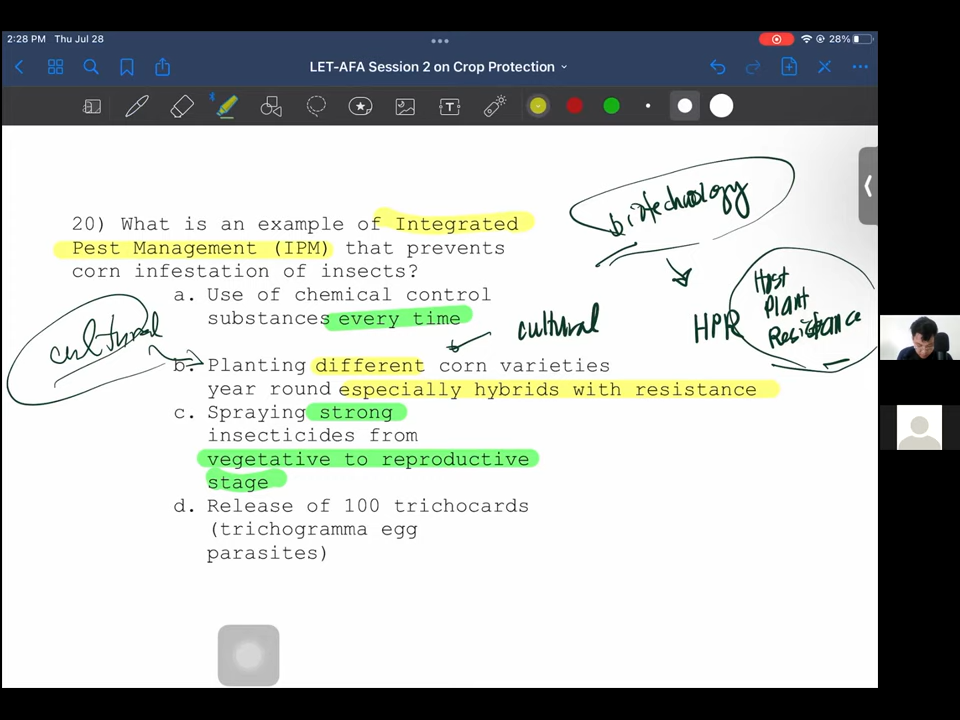 2:28 PM Thu Jul 28
28%
LET-AFA Session 2 on Crop Protection
biotechnology
20) What is an example of Integrated
Pest Management (IPM) that prevents
corn infestation of insects?
Host
Plant
Resistance
HPR
a. Use of chemical control
substances every time
cultural
cultural
b. Planting different corn varieties
year round especially hybrids with resistance
c. Spraying strong
insecticides from
vegetative to reproductive
stage
d. Release of 100 trichocards
(trichogramma egg
parasites)